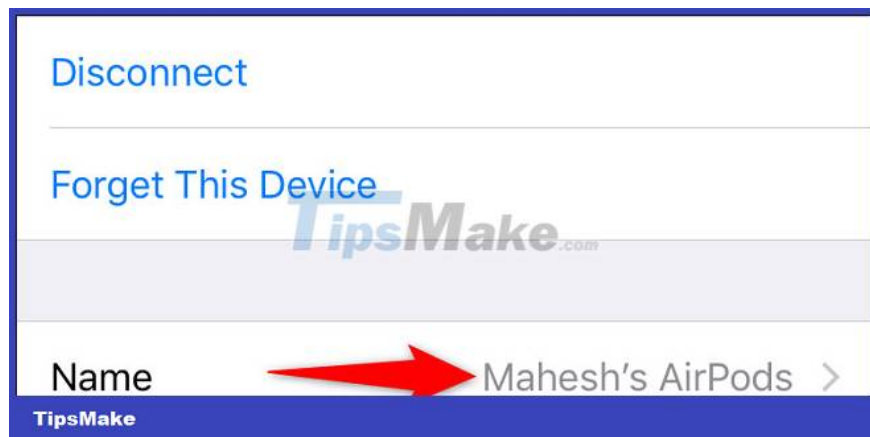 Disconnect
Forget This Device
TipsMake.com
Name Mahesh's AirPods >
TipsMake